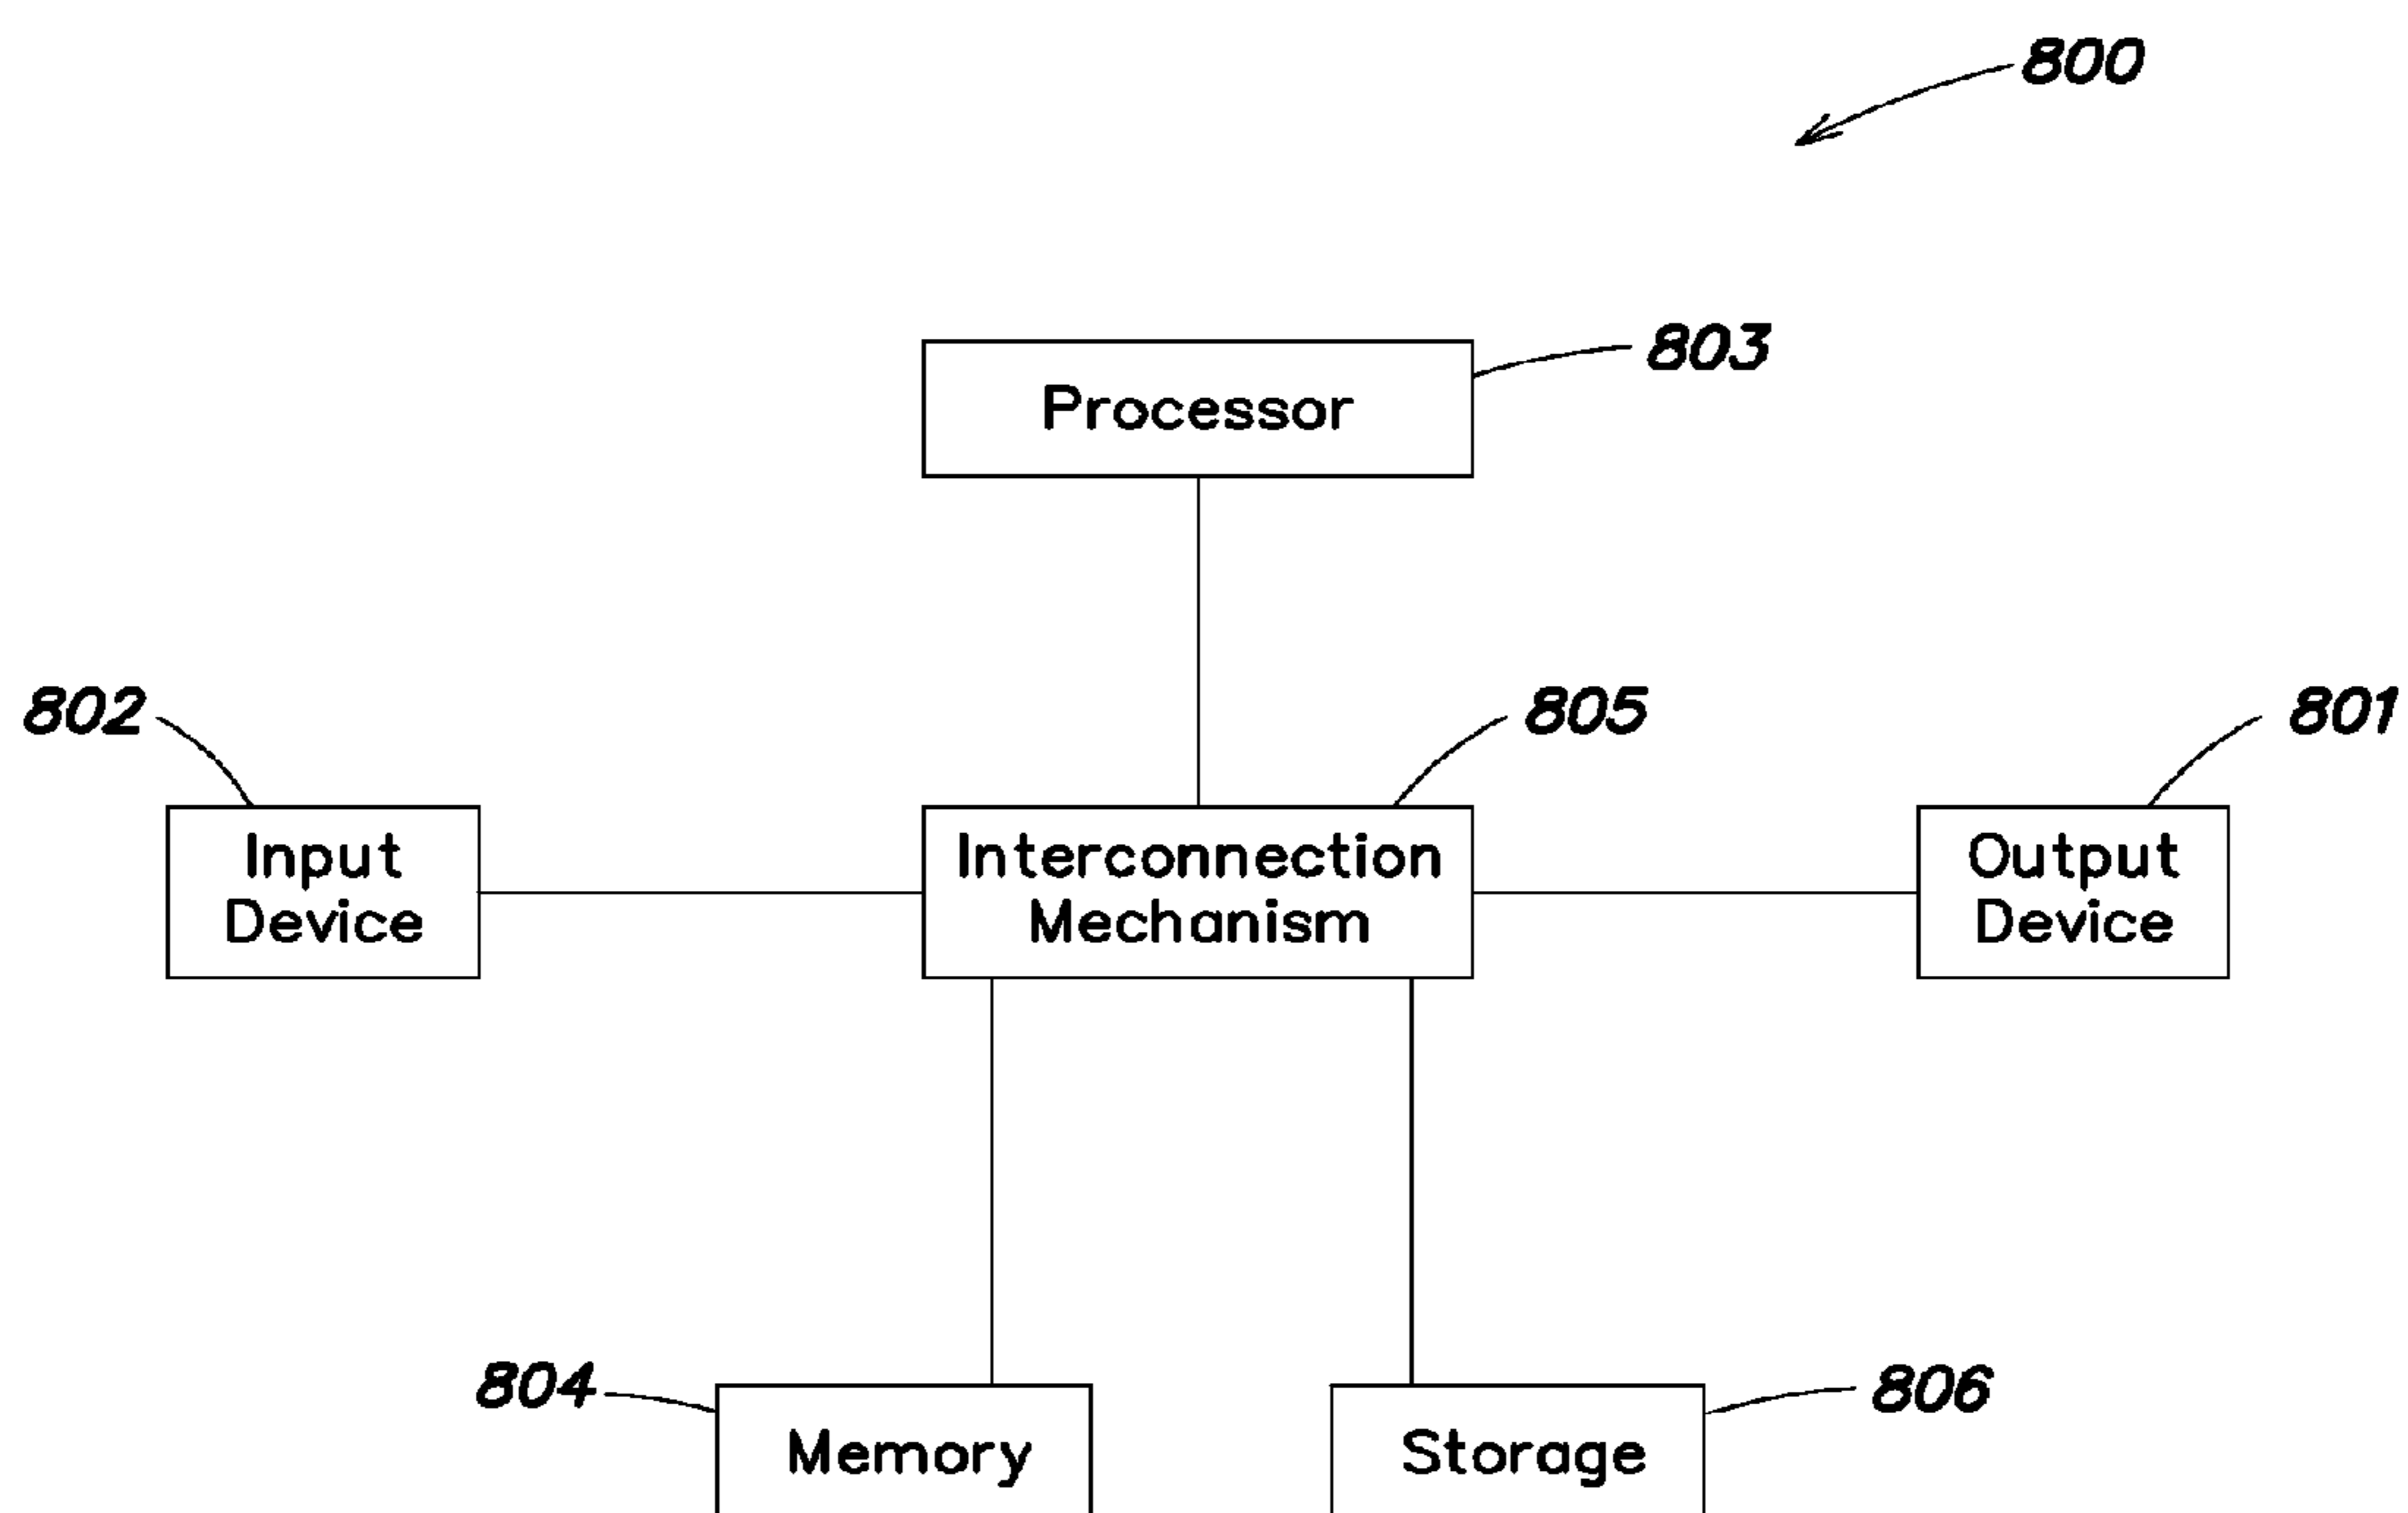 800
803
Processor
802
805
801
Input
Device
Interconnection
Mechanism
Output
Device
804
806
Memory
Storage